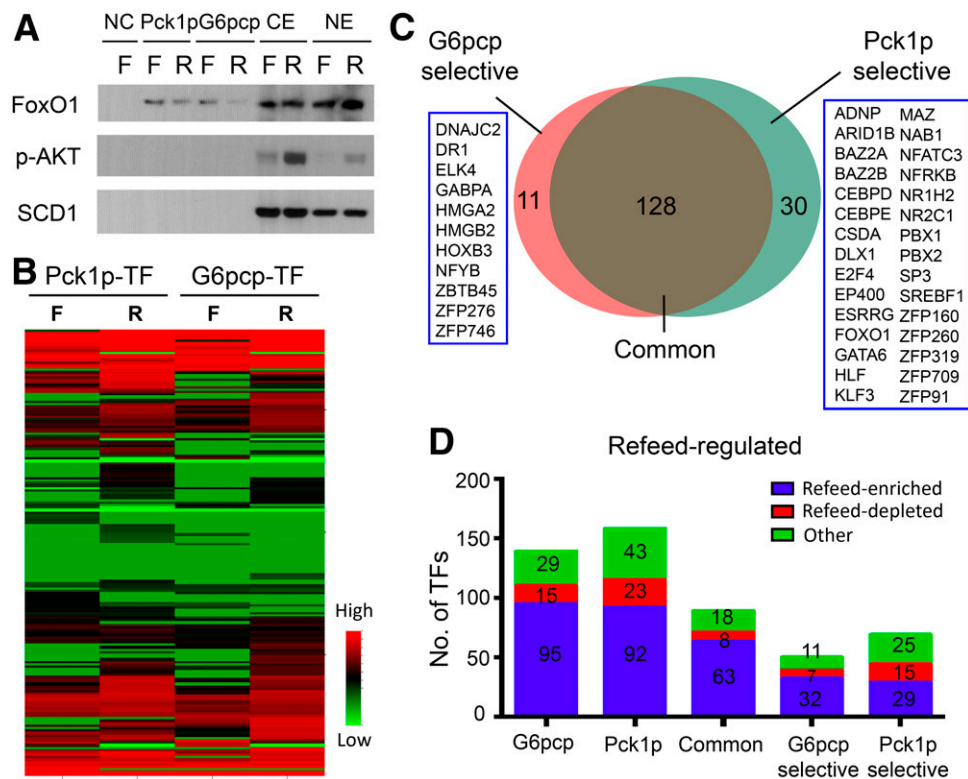 A
NC Pck1p G6pcp CE NE
F F R F R F R F R
FoxO1
p-AKT
SCD1
B
Pck1p-TF G6pcp-TF
F R F R
High
Low
C
G6pcp
selective
Pck1p
selective
DNAJC2
DR1
ELK4
GABPA
HMGA2
HMGB2
HOXB3
NFYB
ZBTB45
ZFP276
ZFP746
11
128
30
Common
ADNP MAZ
ARID1B NAB1
BAZ2A NFATC3
BAZ2B NFRKB
CEBPD NR1H2
CEBPE NR2C1
CSDA PBX1
DLX1 PBX2
E2F4 SP3
EP400 SREBF1
ESRRG ZFP160
FOXO1 ZFP260
GATA6 ZFP319
HLF ZFP709
KLF3 ZFP91
D
Refeed-regulated
Refeed-enriched
Refeed-depleted
Other
No. of TFs
200
150
100
50
0
29
15
95
43
23
92
18
8
63
11
7
32
25
15
29
G6pcp
Pck1p
Common
G6pcp
selective
Pck1p
selective